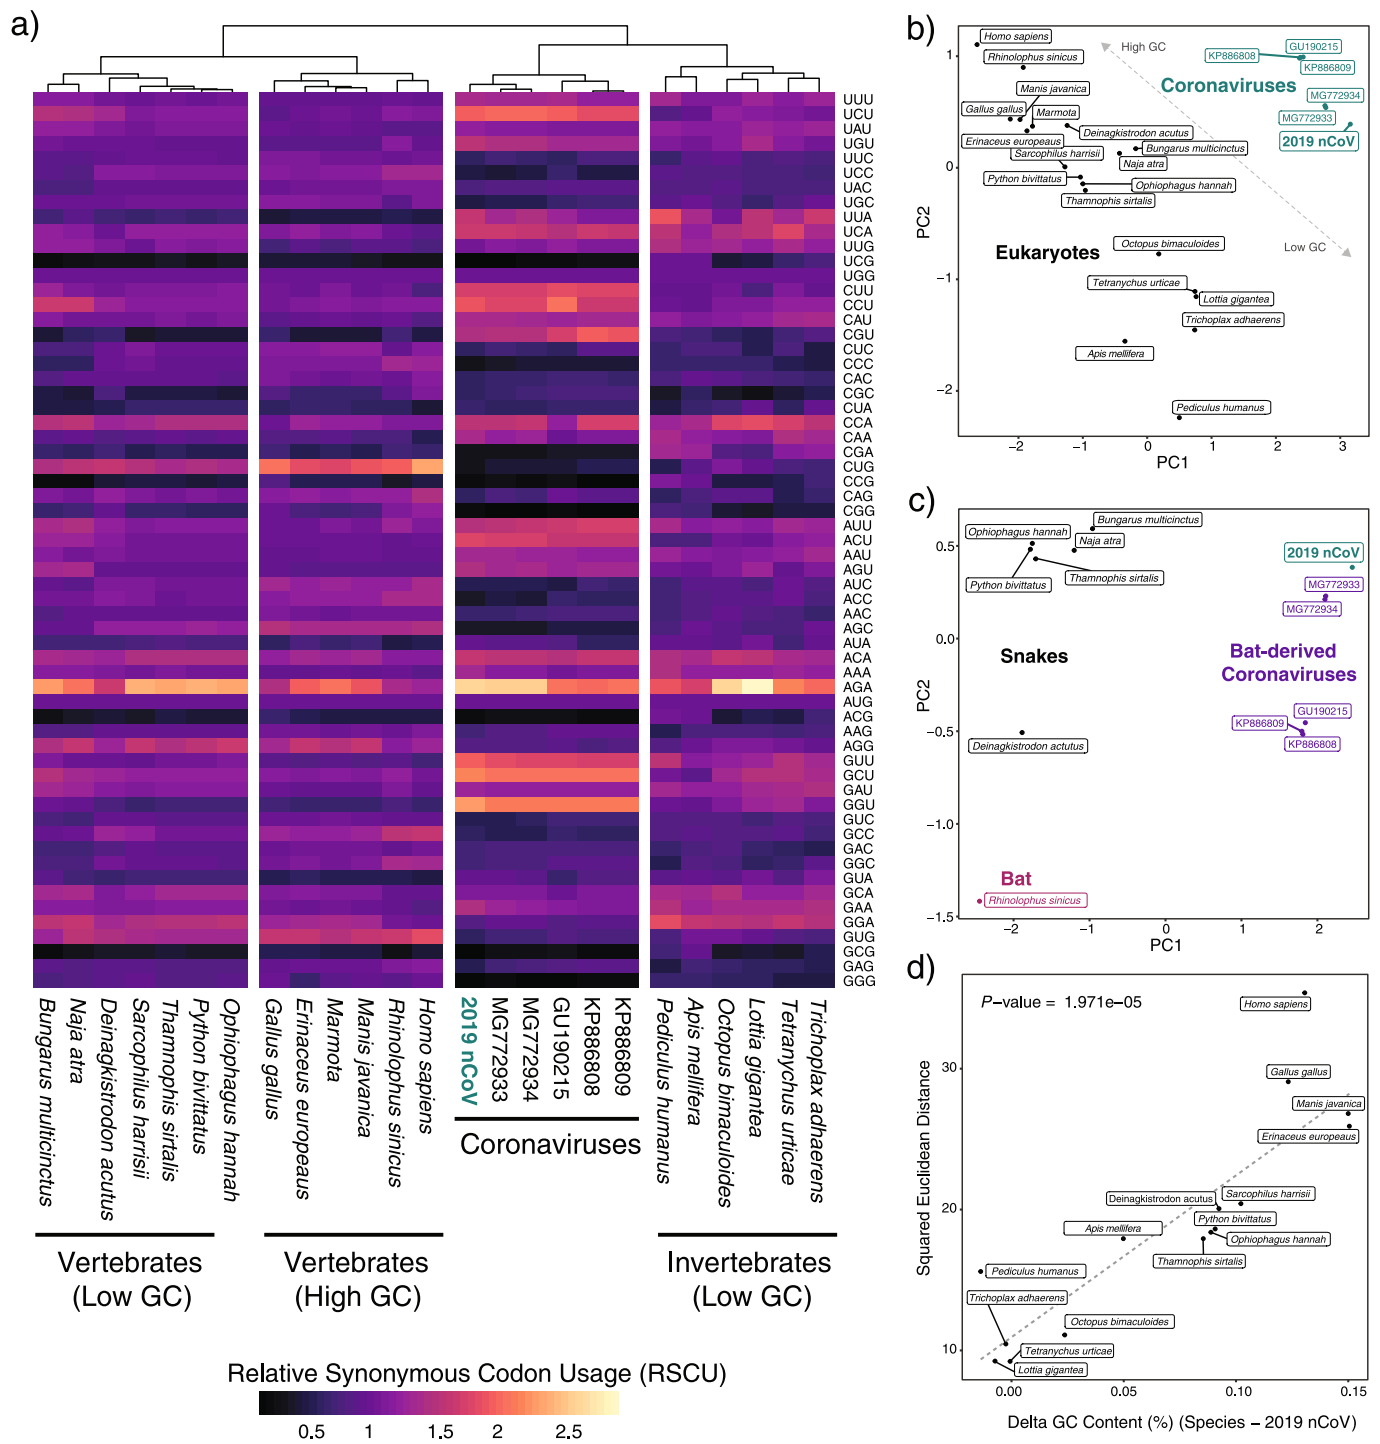 a)
UUU
UCU
UAU
UGU
UUC
UCC
UAC
UGC
UUA
UCA
UUG
UCG
UGG
CUU
CCU
CAU
CGU
CUC
CCC
CAC
CGC
CUA
CCA
CAA
CGA
CUG
CCG
CAG
CGG
AUU
ACU
AAU
AGU
AUC
ACC
AAC
AGC
AUA
ACA
AAA
AGA
AUG
ACG
AAG
AGG
GUU
GCU
GAU
GGU
GUC
GCC
GAC
GGC
GUA
GCA
GAA
GGA
GUG
GCG
GAG
GGG
Bungarus multicinctus
Naja atra
Deinagkistrodon acutus
Sarcophilus harrisii
Thamnophis sirtalis
Python bivittatus
Ophiophagus hannah
Gallus gallus
Erinaceus europeaus
Marmota
Manis javanica
Rhinolophus sinicus
Homo sapiens
2019 nCoV
MG772933
MG772934
GU190215
KP886808
KP886809
Pediculus humanus
Apis mellifera
Octopus bimaculoides
Lottia gigantea
Tetranychus urticae
Trichoplax adhaerens
Vertebrates
(Low GC)
Vertebrates
(High GC)
Coronaviruses
Invertebrates
(Low GC)
Relative Synonymous Codon Usage (RSCU)
0.5 1 1.5 2 2.5
b)
Homo sapiens
Rhinolophus sinicus
Manis javanica
Gallus gallus
Marmota
Erinaceus europeaus
Deinagkistrodon acutus
Sarcophilus harrisii
Bungarus multicinctus
Naja atra
Python bivittatus
Ophiophagus hannah
Thamnophis sirtalis
High GC
KP886808
GU190215
KP886809
Coronaviruses
MG772934
MG772933
2019 nCoV
Low GC
Eukaryotes
Octopus bimaculoides
Tetranychus urticae
Lottia gigantea
Trichoplax adhaerens
Apis mellifera
Pediculus humanus
1
0
−1
−2
PC2
−2 −1 0 1 2 3
PC1
c)
Ophiophagus hannah
Bungarus multicinctus
Naja atra
Python bivittatus
Thamnophis sirtalis
2019 nCoV
MG772933
MG772934
Snakes
Bat-derived
Coronaviruses
GU190215
KP886809
KP886808
Deinagkistrodon actutus
Bat
Rhinolophus sinicus
0.5
0.0
−0.5
−1.0
−1.5
PC2
−2 −1 0 1 2
PC1
d)
P−value = 1.971e−05
Homo sapiens
Gallus gallus
Manis javanica
Erinaceus europeaus
Deinagkistrodon acutus
Sarcophilus harrisii
Python bivittatus
Apis mellifera
Ophiophagus hannah
Thamnophis sirtalis
Pediculus humanus
Trichoplax adhaerens
Octopus bimaculoides
Tetranychus urticae
Lottia gigantea
30
20
10
Squared Euclidean Distance
0.00 0.05 0.10 0.15
Delta GC Content (%) (Species − 2019 nCoV)